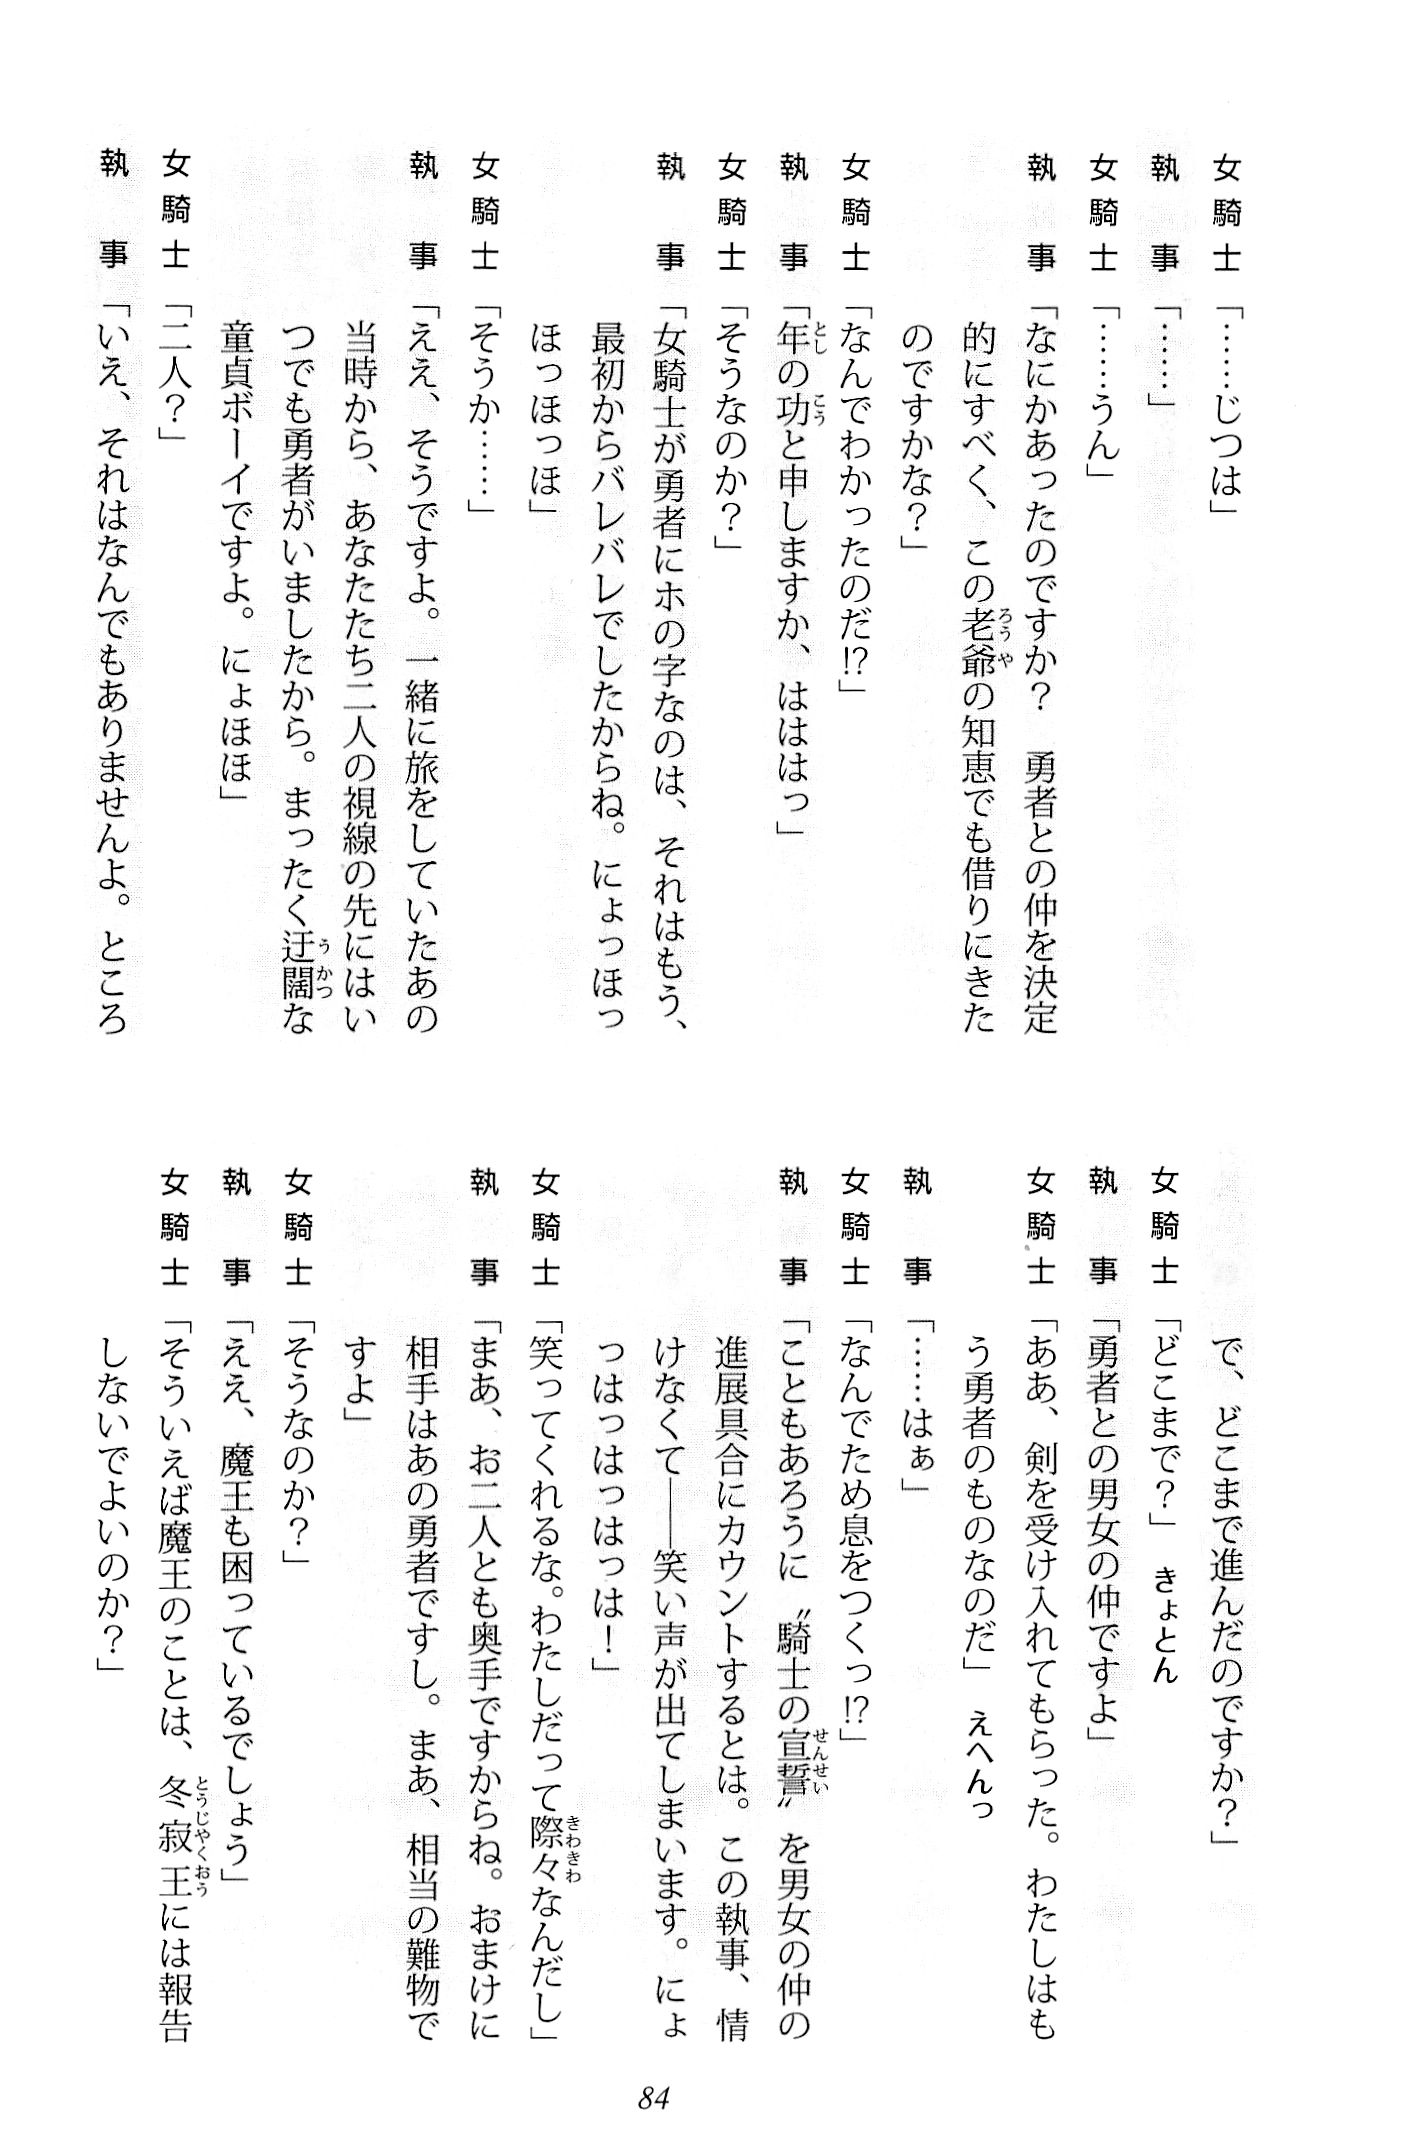 女騎士「……じつは」
執　事「……」
女騎士「……うん」
執　事「なにかあったのですか？　勇者との仲を決定
的にすべく、この老爺の知恵でも借りにきた
のですかな？」
女騎士「なんでわかったのだ!?」
執　事「年の功と申しますか、はははっ」
女騎士「そうなのか？」
執　事「女騎士が勇者にホの字なのは、それはもう、
最初からバレバレでしたからね。にょっほっ
ほっほっほ」
女騎士「そうか……」
執　事「ええ、そうですよ。一緒に旅をしていたあの
当時から、あなたたち二人の視線の先にはい
つでも勇者がいましたから。まったく迂闊な
童貞ボーイですよ。にょほほ」
女騎士「二人？」
執　事「いえ、それはなんでもありませんよ。ところ
で、どこまで進んだのですか？」
女騎士「どこまで？」　きょとん
執　事「勇者との男女の仲ですよ」
女騎士「ああ、剣を受け入れてもらった。わたしはも
う勇者のものなのだ」　えへんっ
執　事「……はぁ」
女騎士「なんでため息をつくっ!?」
執　事「こともあろうに〝騎士の宣誓〟を男女の仲の
進展具合にカウントするとは。この執事、情
けなくて――笑い声が出てしまいます。にょ
っはっはっはっは！」
女騎士「笑ってくれるな。わたしだって際々なんだし」
執　事「まあ、お二人とも奥手ですからね。おまけに
相手はあの勇者ですし。まあ、相当の難物で
すよ」
女騎士「そうなのか？」
執　事「ええ、魔王も困っているでしょう」
女騎士「そういえば魔王のことは、冬寂王には報告
しないでよいのか？」
84